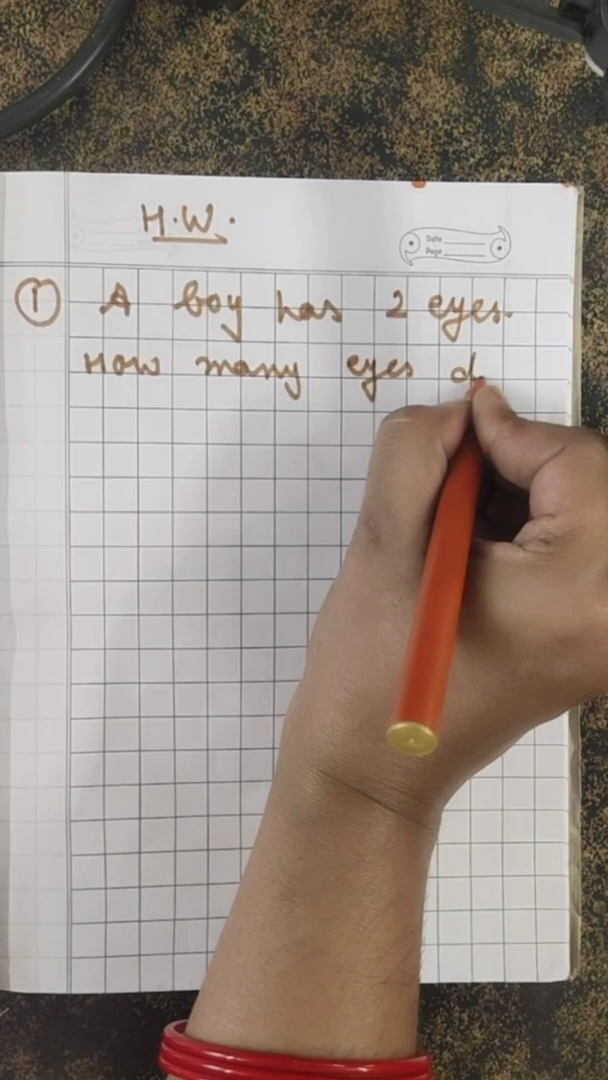 H.W.
Date
Page
① A boy has 2 eyes.
How many eyes d